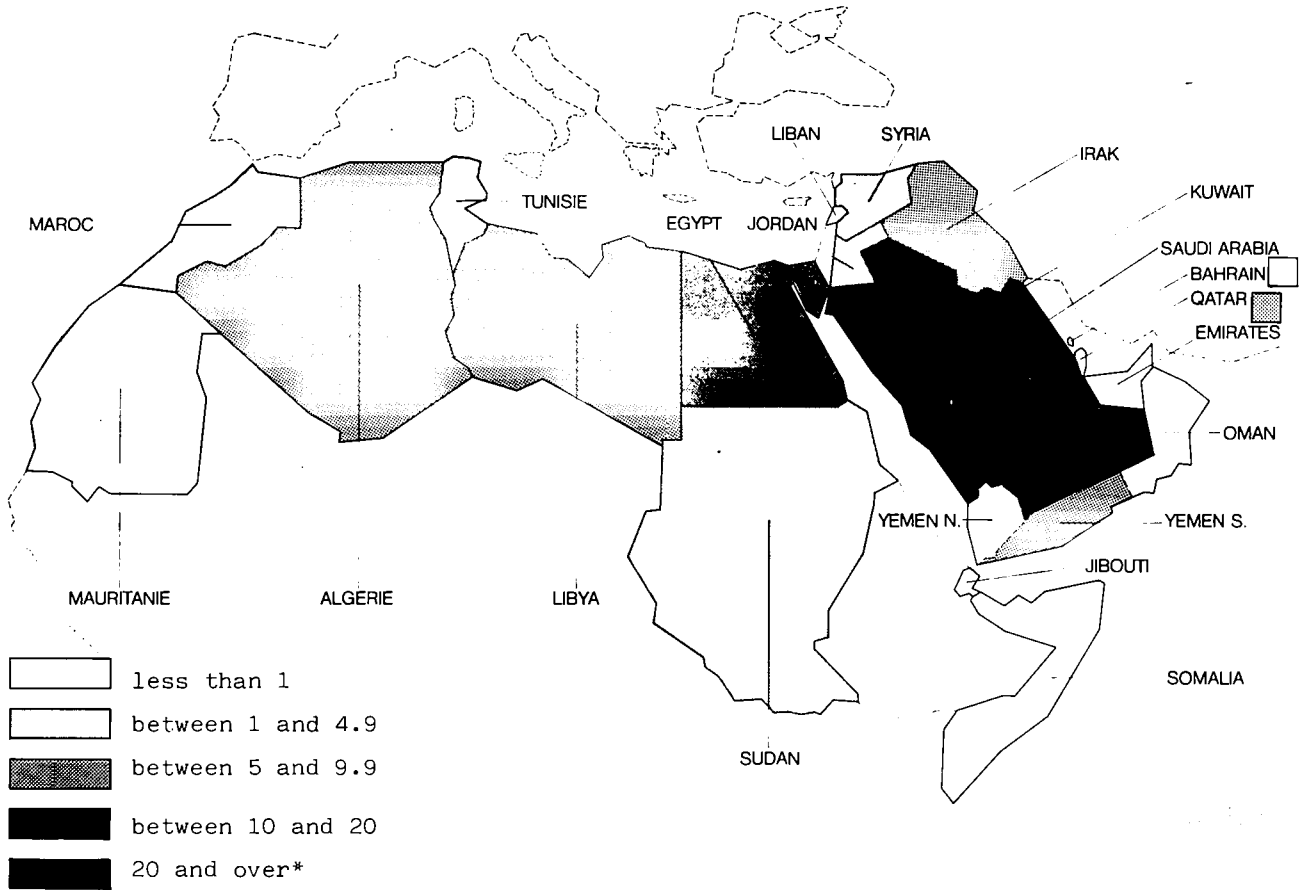 LIBAN
SYRIA
IRAK
KUWAIT
MAROC
TUNISIE
EGYPT
JORDAN
SAUDI ARABIA
BAHRAIN
QATAR
EMIRATES
OMAN
YEMEN N.
YEMEN S.
JIBOUTI
MAURITANIE
ALGERIE
LIBYA
SOMALIA
SUDAN
less than 1
between 1 and 4.9
between 5 and 9.9
between 10 and 20
20 and over*